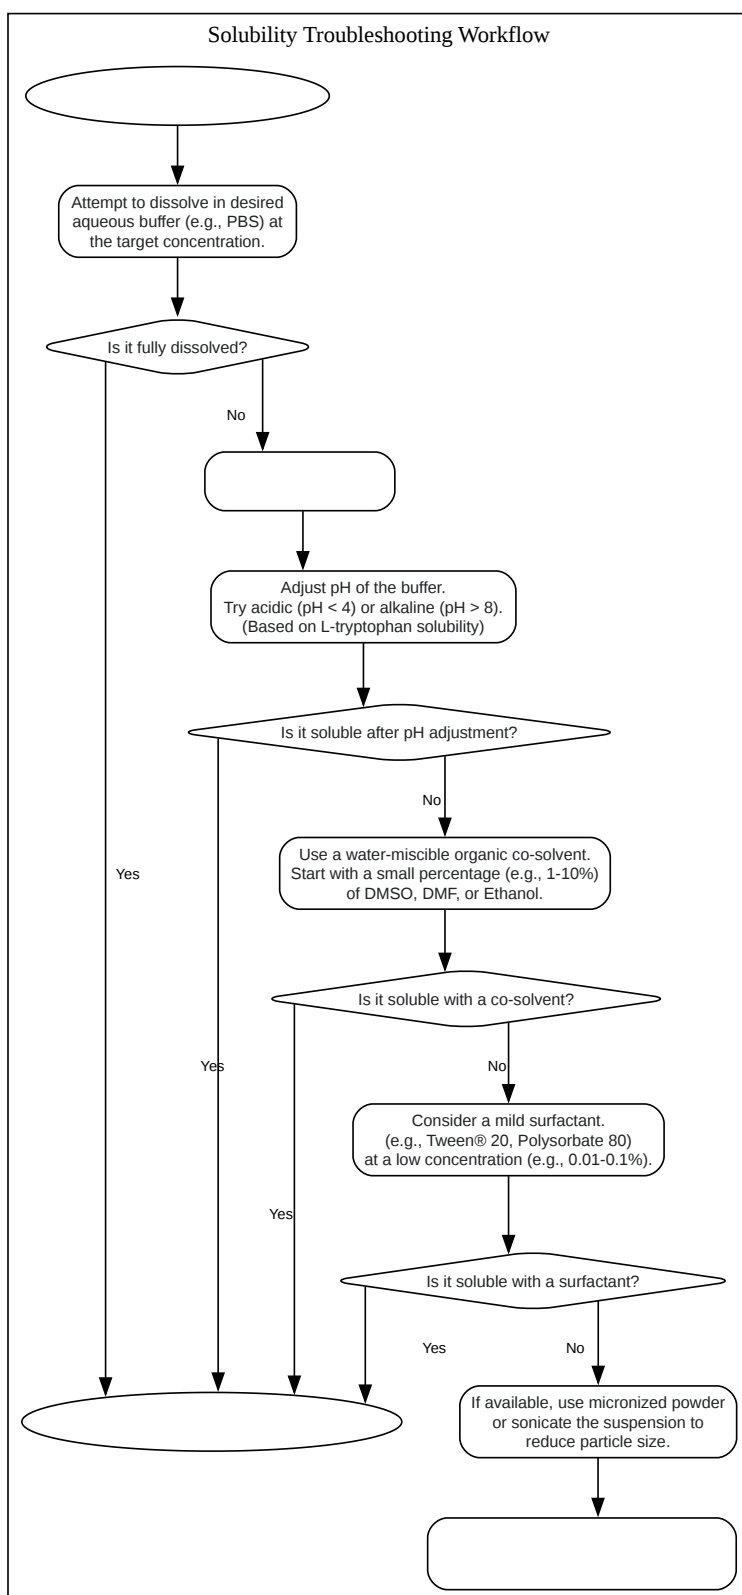 Solubility Troubleshooting Workflow
Attempt to dissolve in desired
aqueous buffer (e.g., PBS) at
the target concentration.
Is it fully dissolved?
No
Adjust pH of the buffer.
Try acidic (pH < 4) or alkaline (pH > 8).
(Based on L-tryptophan solubility)
Is it soluble after pH adjustment?
No
Use a water-miscible organic co-solvent.
Start with a small percentage (e.g., 1-10%)
of DMSO, DMF, or Ethanol.
Yes
Is it soluble with a co-solvent?
Yes
No
Consider a mild surfactant.
(e.g., Tween® 20, Polysorbate 80)
at a low concentration (e.g., 0.01-0.1%).
Yes
Is it soluble with a surfactant?
Yes
No
If available, use micronized powder
or sonicate the suspension to
reduce particle size.